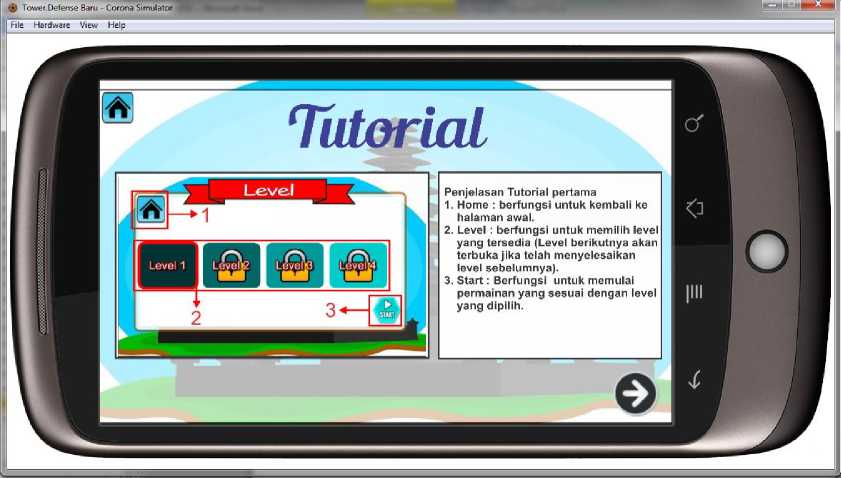 Tower Defense Baru - Corona Simulator
File Hardware View Help
Tutorial
Level
1
Level 1 Level 2 Level 3 Level 4
2
3
START
Penjelasan Tutorial pertama
1. Home : berfungsi untuk kembali ke
halaman awal.
2. Level : berfungsi untuk memilih level
yang tersedia (Level berikutnya akan
terbuka jika telah menyelesaikan
level sebelumnya).
3. Start : Berfungsi untuk memulai
permainan yang sesuai dengan level
yang dipilih.